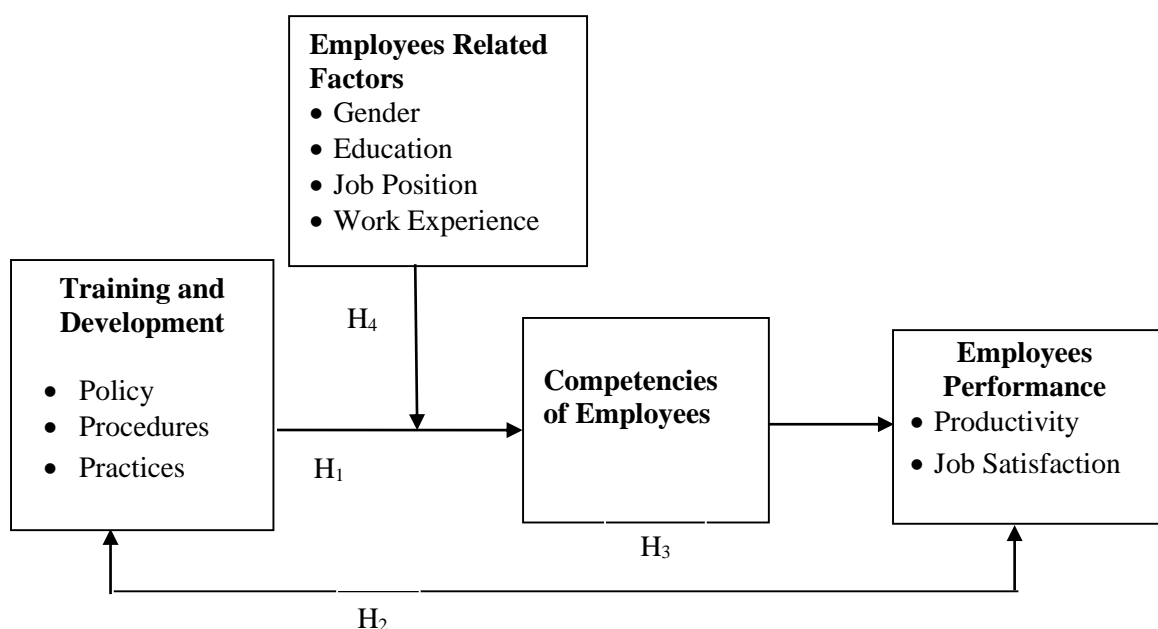 Employees Related
Factors
• Gender
• Education
• Job Position
• Work Experience
Training and
Development
• Policy
• Procedures
• Practices
H₄
H₁
Competencies
of Employees
Employees
Performance
• Productivity
• Job Satisfaction
H₃
H₂